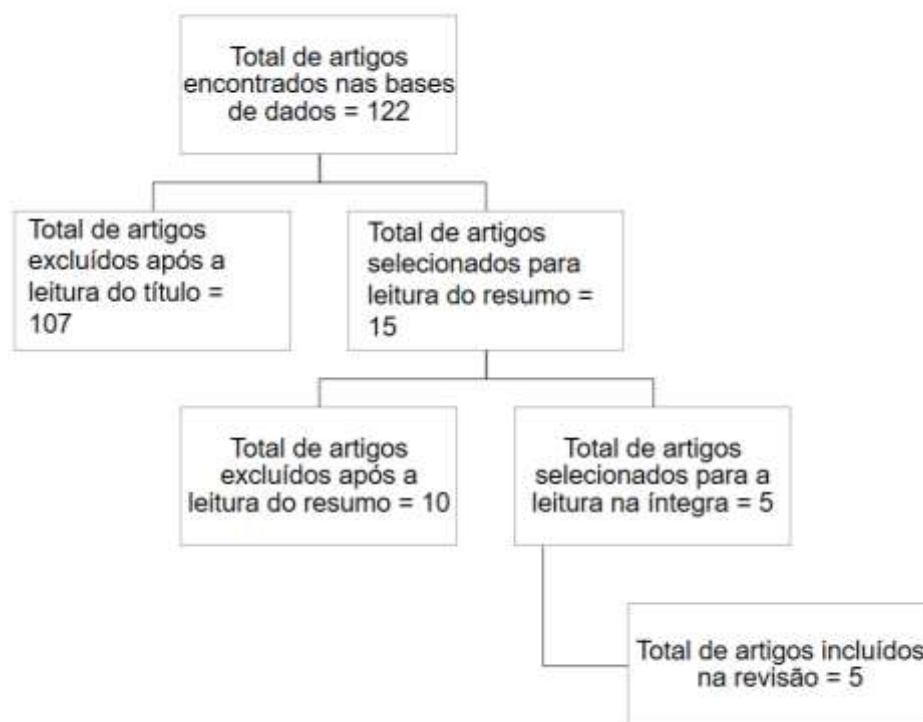 Total de artigos
encontrados nas bases
de dados = 122
Total de artigos
excluídos após a
leitura do título =
107
Total de artigos
selecionados para
leitura do resumo =
15
Total de artigos
excluídos após a
leitura do resumo = 10
Total de artigos
selecionados para a
leitura na íntegra = 5
Total de artigos incluídos
na revisão = 5